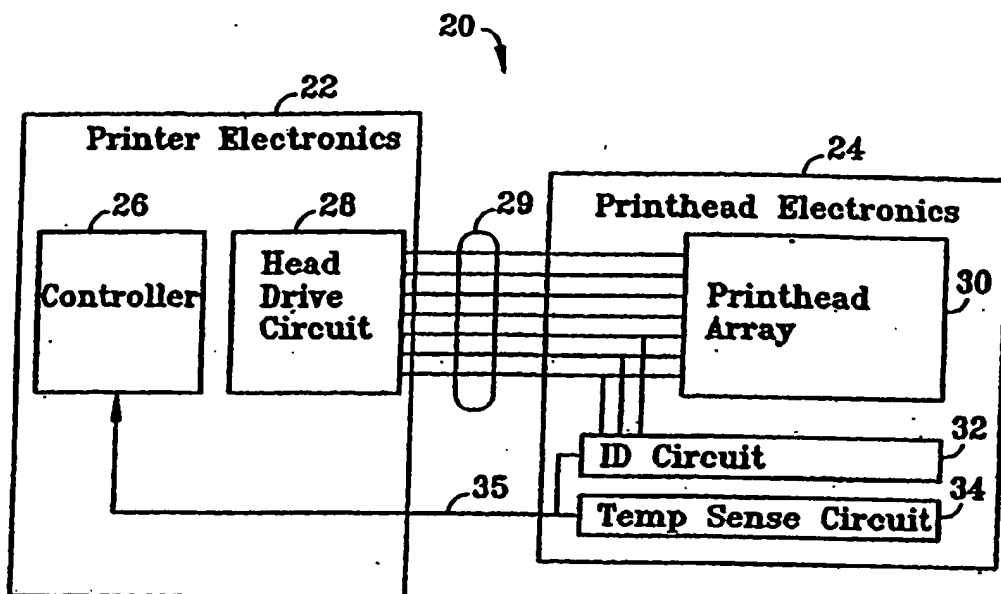 20
22
Printer Electronics
24
26
28
29
Printhead Electronics
Controller
Head
Drive
Circuit
Printhead
Array
30
ID Circuit
32
35
Temp Sense Circuit
34